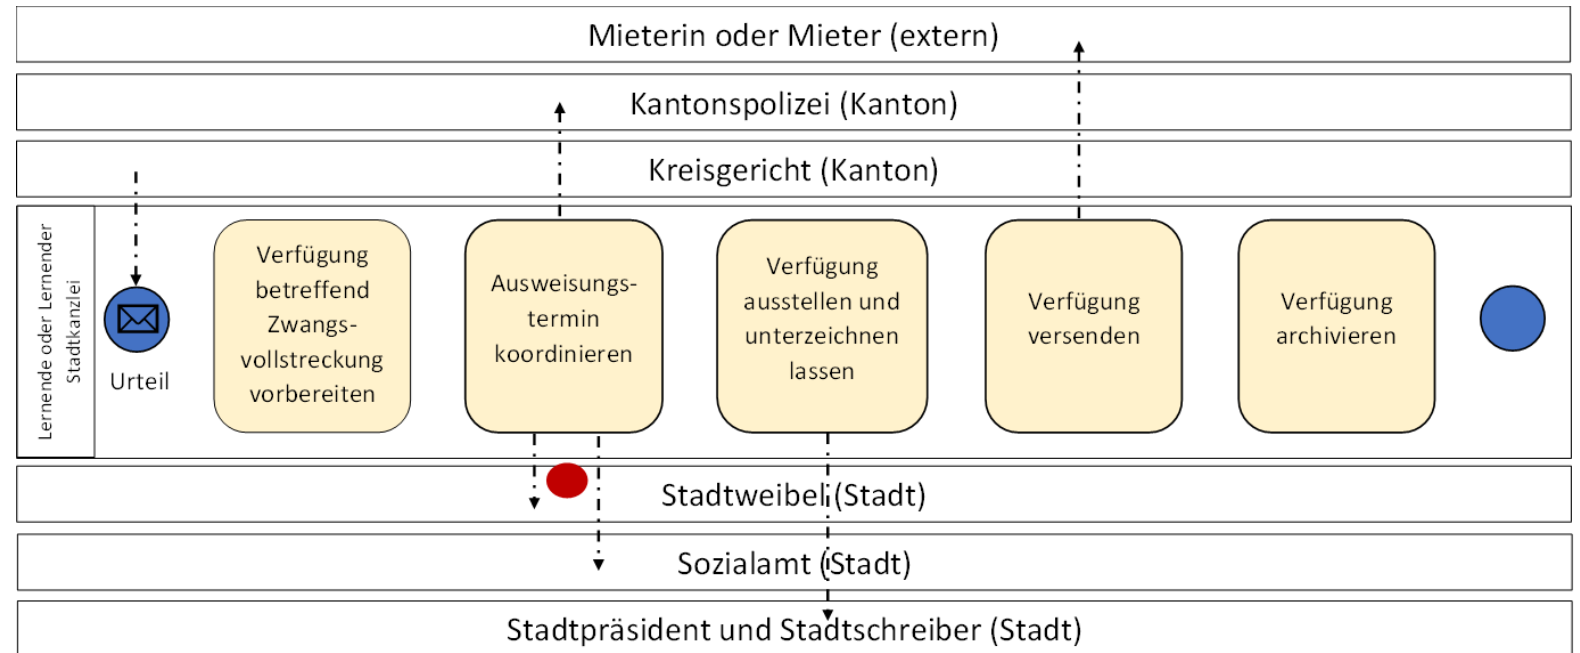 Mieterin oder Mieter (extern)
Kantonspolizei (Kanton)
Kreisgericht (Kanton)
Lernende oder Lernender
Stadtkanzlei
Urteil
Verfügung
betreffend
Zwangs-
vollstreckung
vorbereiten
Ausweisungs-
termin
koordinieren
Verfügung
ausstellen und
unterzeichnen
lassen
Verfügung
versenden
Verfügung
archivieren
Stadtweibel (Stadt)
Sozialamt (Stadt)
Stadtpräsident und Stadtschreiber (Stadt)